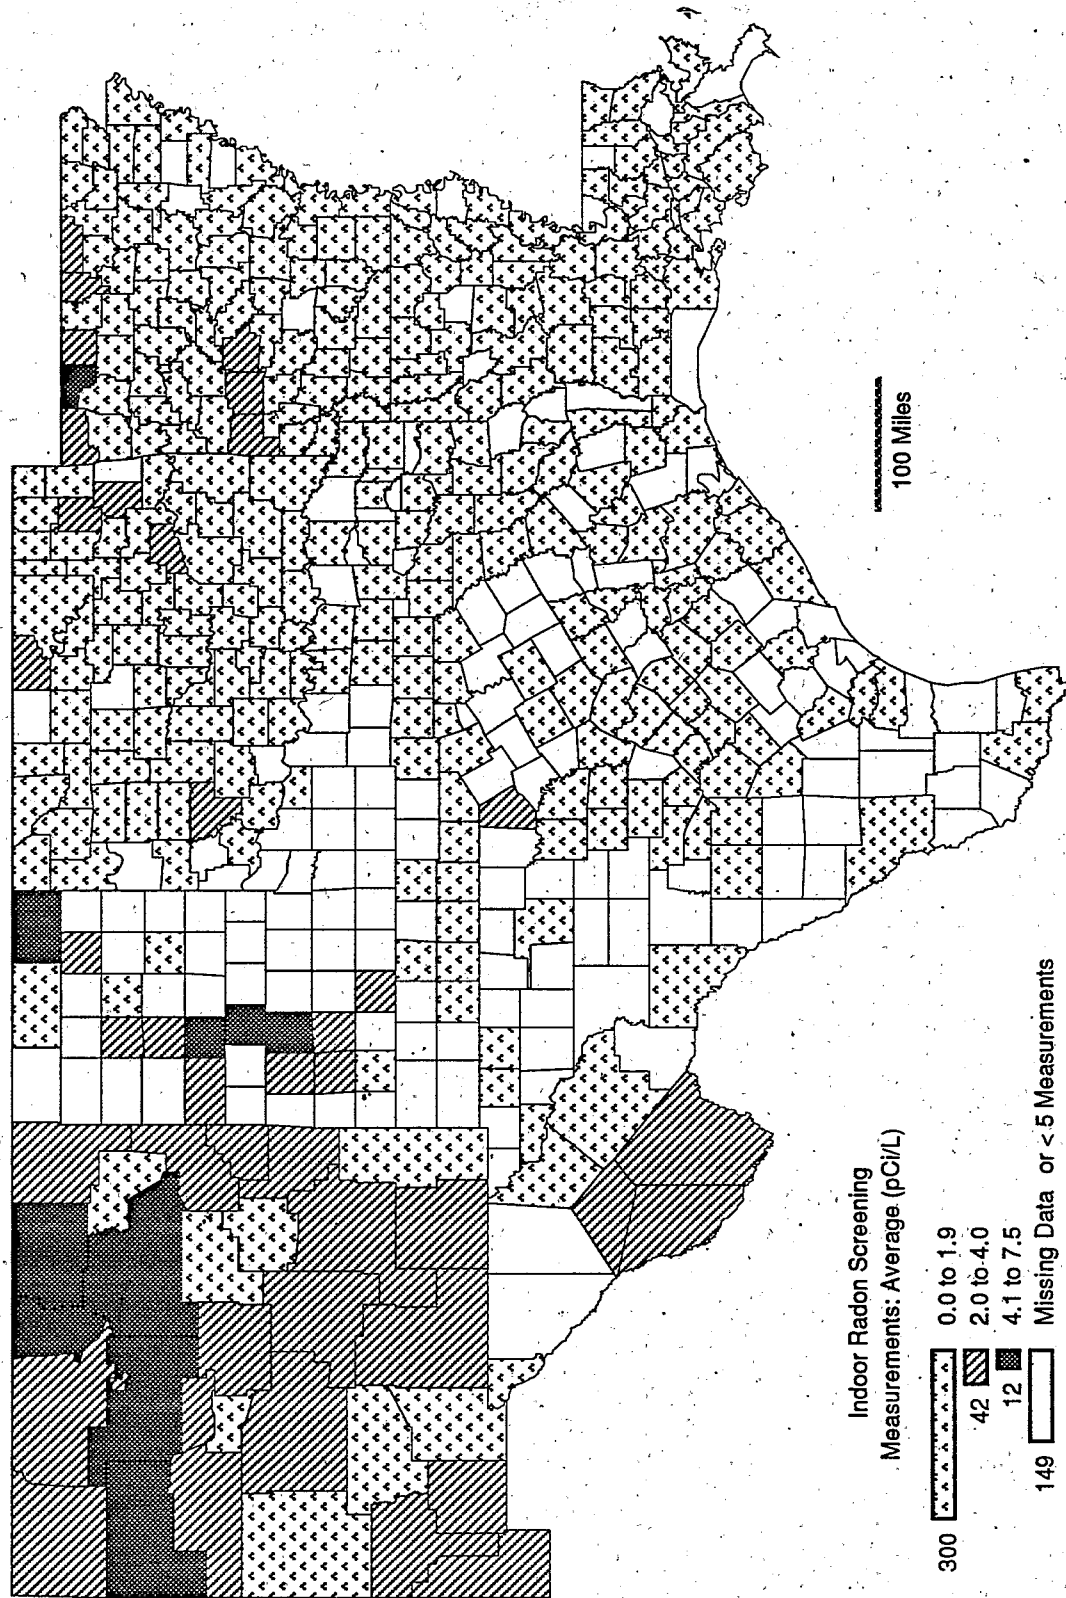 100 Miles
Indoor Radon Screening
Measurements: Average (pCi/L)
300 0.0 to 1.9
42 2.0 to 4.0
12 4.1 to 7.5
149 Missing Data or < 5 Measurements